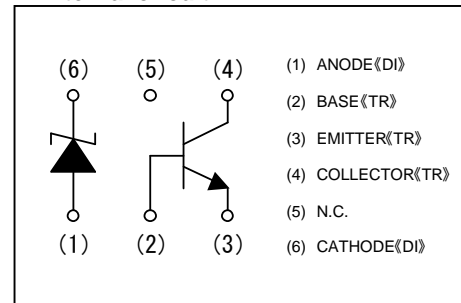 (6) (5) (4)
(1) (2) (3)
(1) ANODE《DI》
(2) BASE《TR》
(3) EMITTER《TR》
(4) COLLECTOR《TR》
(5) N.C.
(6) CATHODE《DI》